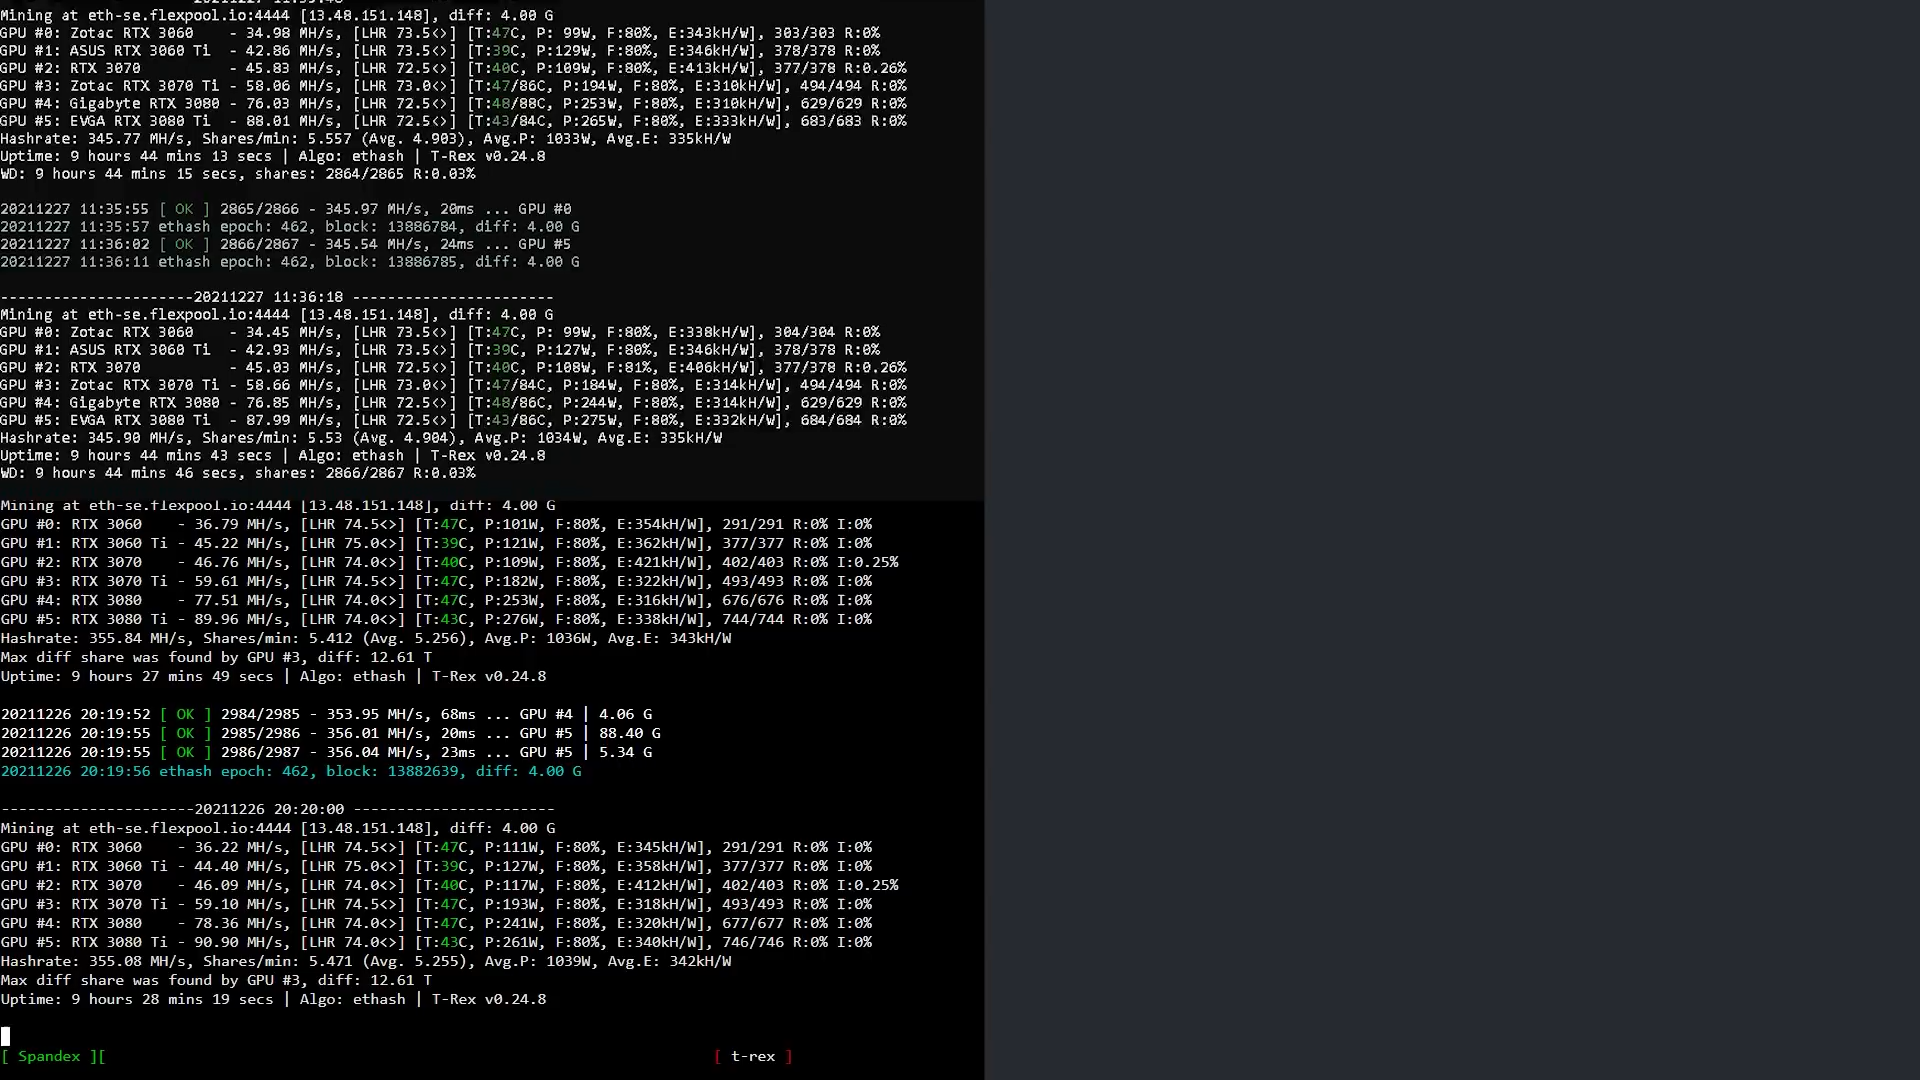 Mining at eth-se.flexpool.io:4444 [13.48.151.148], diff: 4.00 G
GPU #0: Zotac RTX 3060    - 34.98 MH/s, [LHR 73.5<>] [T:47C, P: 99W, F:80%, E:343kH/W], 303/303 R:0%
GPU #1: ASUS RTX 3060 Ti  - 42.86 MH/s, [LHR 73.5<>] [T:39C, P:129W, F:80%, E:346kH/W], 378/378 R:0%
GPU #2: RTX 3070          - 45.83 MH/s, [LHR 72.5<>] [T:40C, P:109W, F:80%, E:413kH/W], 377/378 R:0.26%
GPU #3: Zotac RTX 3070 Ti - 58.06 MH/s, [LHR 73.0<>] [T:47/86C, P:194W, F:80%, E:310kH/W], 494/494 R:0%
GPU #4: Gigabyte RTX 3080 - 76.03 MH/s, [LHR 72.5<>] [T:48/88C, P:253W, F:80%, E:310kH/W], 629/629 R:0%
GPU #5: EVGA RTX 3080 Ti  - 88.01 MH/s, [LHR 72.5<>] [T:43/84C, P:265W, F:80%, E:333kH/W], 683/683 R:0%
Hashrate: 345.77 MH/s, Shares/min: 5.557 (Avg. 4.903), Avg.P: 1033W, Avg.E: 335kH/W
Uptime: 9 hours 44 mins 13 secs | Algo: ethash | T-Rex v0.24.8
WD: 9 hours 44 mins 15 secs, shares: 2864/2865 R:0.03%
20211227 11:35:55 [ OK ] 2865/2866 - 345.97 MH/s, 20ms ... GPU #0
20211227 11:35:57 ethash epoch: 462, block: 13886784, diff: 4.00 G
20211227 11:36:02 [ OK ] 2866/2867 - 345.54 MH/s, 24ms ... GPU #5
20211227 11:36:11 ethash epoch: 462, block: 13886785, diff: 4.00 G
----------------------20211227 11:36:18 -----------------------
Mining at eth-se.flexpool.io:4444 [13.48.151.148], diff: 4.00 G
GPU #0: Zotac RTX 3060    - 34.45 MH/s, [LHR 73.5<>] [T:47C, P: 99W, F:80%, E:338kH/W], 304/304 R:0%
GPU #1: ASUS RTX 3060 Ti  - 42.93 MH/s, [LHR 73.5<>] [T:39C, P:127W, F:80%, E:346kH/W], 378/378 R:0%
GPU #2: RTX 3070          - 45.03 MH/s, [LHR 72.5<>] [T:40C, P:108W, F:81%, E:406kH/W], 377/378 R:0.26%
GPU #3: Zotac RTX 3070 Ti - 58.66 MH/s, [LHR 73.0<>] [T:47/84C, P:184W, F:80%, E:314kH/W], 494/494 R:0%
GPU #4: Gigabyte RTX 3080 - 76.85 MH/s, [LHR 72.5<>] [T:48/86C, P:244W, F:80%, E:314kH/W], 629/629 R:0%
GPU #5: EVGA RTX 3080 Ti  - 87.99 MH/s, [LHR 72.5<>] [T:43/86C, P:275W, F:80%, E:332kH/W], 684/684 R:0%
Hashrate: 345.90 MH/s, Shares/min: 5.53 (Avg. 4.904), Avg.P: 1034W, Avg.E: 335kH/W
Uptime: 9 hours 44 mins 43 secs | Algo: ethash | T-Rex v0.24.8
WD: 9 hours 44 mins 46 secs, shares: 2866/2867 R:0.03%
Mining at eth-se.flexpool.io:4444 [13.48.151.148], diff: 4.00 G
GPU #0: RTX 3060    - 36.79 MH/s, [LHR 74.5<>] [T:47C, P:101W, F:80%, E:354kH/W], 291/291 R:0% I:0%
GPU #1: RTX 3060 Ti - 45.22 MH/s, [LHR 75.0<>] [T:39C, P:121W, F:80%, E:362kH/W], 377/377 R:0% I:0%
GPU #2: RTX 3070    - 46.76 MH/s, [LHR 74.0<>] [T:40C, P:109W, F:80%, E:421kH/W], 402/403 R:0% I:0.25%
GPU #3: RTX 3070 Ti - 59.61 MH/s, [LHR 74.5<>] [T:47C, P:182W, F:80%, E:322kH/W], 493/493 R:0% I:0%
GPU #4: RTX 3080    - 77.51 MH/s, [LHR 74.0<>] [T:47C, P:253W, F:80%, E:316kH/W], 676/676 R:0% I:0%
GPU #5: RTX 3080 Ti - 89.96 MH/s, [LHR 74.0<>] [T:43C, P:276W, F:80%, E:338kH/W], 744/744 R:0% I:0%
Hashrate: 355.84 MH/s, Shares/min: 5.412 (Avg. 5.256), Avg.P: 1036W, Avg.E: 343kH/W
Max diff share was found by GPU #3, diff: 12.61 T
Uptime: 9 hours 27 mins 49 secs | Algo: ethash | T-Rex v0.24.8
20211226 20:19:52 [ OK ] 2984/2985 - 353.95 MH/s, 68ms ... GPU #4 | 4.06 G
20211226 20:19:55 [ OK ] 2985/2986 - 356.01 MH/s, 20ms ... GPU #5 | 88.40 G
20211226 20:19:55 [ OK ] 2986/2987 - 356.04 MH/s, 23ms ... GPU #5 | 5.34 G
20211226 20:19:56 ethash epoch: 462, block: 13882639, diff: 4.00 G
----------------------20211226 20:20:00 -----------------------
Mining at eth-se.flexpool.io:4444 [13.48.151.148], diff: 4.00 G
GPU #0: RTX 3060    - 36.22 MH/s, [LHR 74.5<>] [T:47C, P:111W, F:80%, E:345kH/W], 291/291 R:0% I:0%
GPU #1: RTX 3060 Ti - 44.40 MH/s, [LHR 75.0<>] [T:39C, P:127W, F:80%, E:358kH/W], 377/377 R:0% I:0%
GPU #2: RTX 3070    - 46.09 MH/s, [LHR 74.0<>] [T:40C, P:117W, F:80%, E:412kH/W], 402/403 R:0% I:0.25%
GPU #3: RTX 3070 Ti - 59.10 MH/s, [LHR 74.5<>] [T:47C, P:193W, F:80%, E:318kH/W], 493/493 R:0% I:0%
GPU #4: RTX 3080    - 78.36 MH/s, [LHR 74.0<>] [T:47C, P:241W, F:80%, E:320kH/W], 677/677 R:0% I:0%
GPU #5: RTX 3080 Ti - 90.90 MH/s, [LHR 74.0<>] [T:43C, P:261W, F:80%, E:340kH/W], 746/746 R:0% I:0%
Hashrate: 355.08 MH/s, Shares/min: 5.471 (Avg. 5.255), Avg.P: 1039W, Avg.E: 342kH/W
Max diff share was found by GPU #3, diff: 12.61 T
Uptime: 9 hours 28 mins 19 secs | Algo: ethash | T-Rex v0.24.8
[ Spandex ][ [ t-rex ]